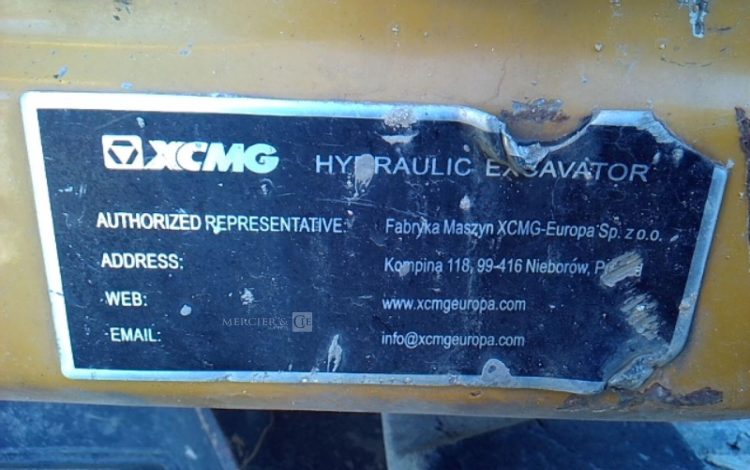 XCMG HYDRAULIC EXCAVATOR
AUTHORIZED REPRESENTATIVE: Fabryka Maszyn XCMG-Europa Sp. z o.o.
ADDRESS: Kompina 118, 99-416 Nieborów,
WEB: www.xcmgeuropa.com
MERCIER & CIE
EMAIL: info@xcmgeuropa.com